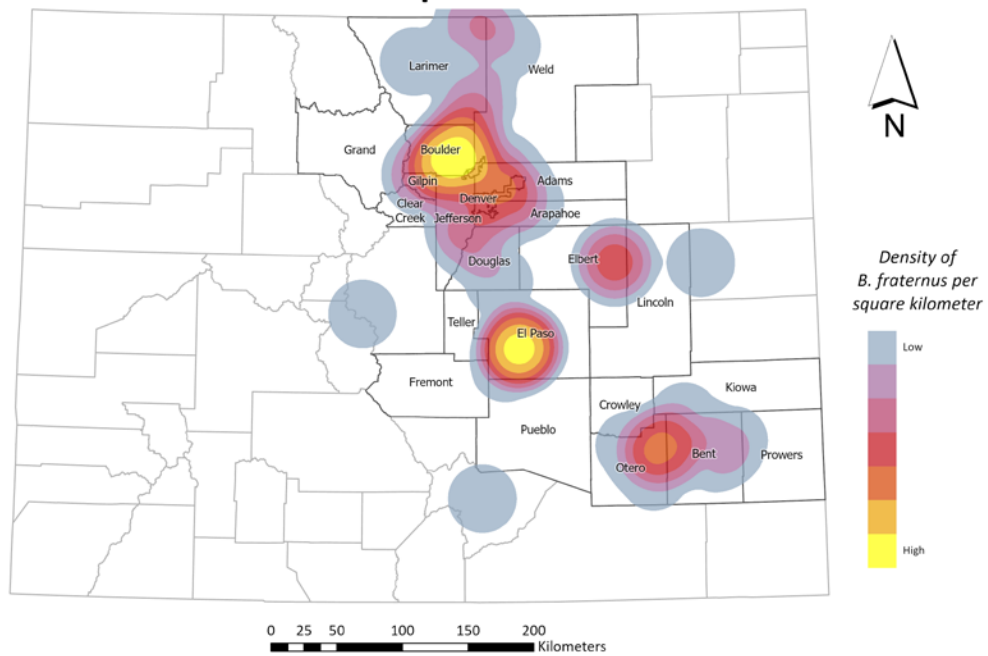 Larimer
Weld
Grand
Boulder
Gilpin
Adams
Denver
Clear
Creek
Jefferson
Arapahoe
Douglas
Elbert
Lincoln
Teller
El Paso
Fremont
Kiowa
Crowley
Pueblo
Otero
Bent
Prowers
N
Density of
B. fraternus per
square kilometer
Low
High
0 25 50 100 150 200
Kilometers